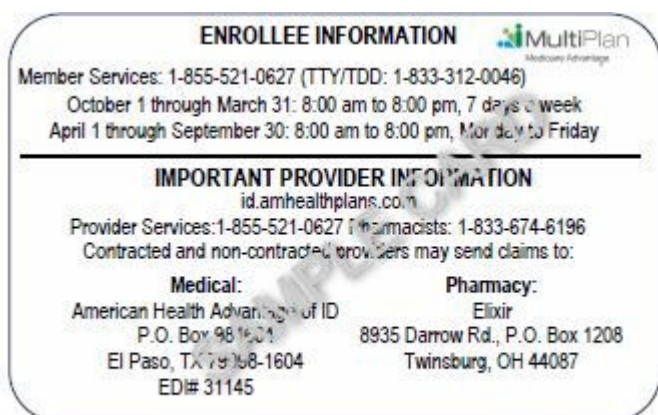 ENROLLEE INFORMATION
MultiPlan
Medicare Advantage
Member Services: 1-855-521-0627 (TTY/TDD: 1-833-312-0046)
October 1 through March 31: 8:00 am to 8:00 pm, 7 days a week
April 1 through September 30: 8:00 am to 8:00 pm, Monday to Friday
IMPORTANT PROVIDER INFORMATION
id.amhealthplans.com
Provider Services:1-855-521-0627 Pharmacists: 1-833-674-6196
Contracted and non-contracted providers may send claims to:
Medical:
American Health Advantage of ID
P.O. Box
El Paso, TX
EDI# 31145
Pharmacy:
Elixir
8935 Darrow Rd., P.O. Box 1208
Twinsburg, OH 44087
SAMPLE CARD